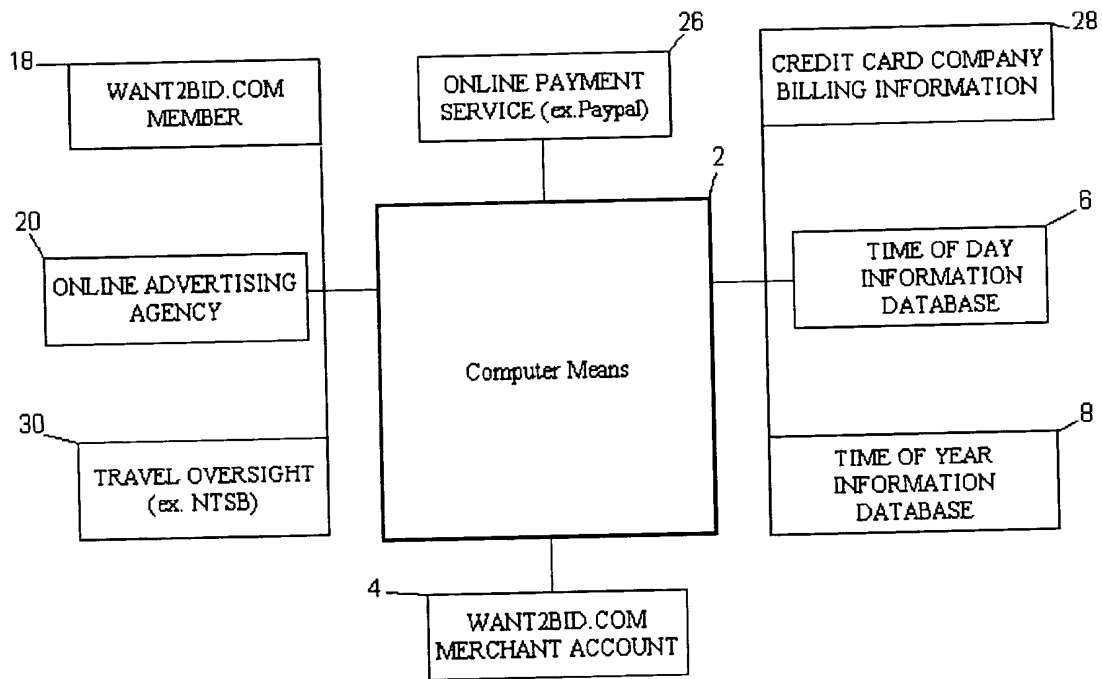 18
WANT2BID.COM
MEMBER
26
ONLINE PAYMENT
SERVICE (ex.Paypal)
28
CREDIT CARD COMPANY
BILLING INFORMATION
20
ONLINE ADVERTISING
AGENCY
2
Computer Means
6
TIME OF DAY
INFORMATION
DATABASE
30
TRAVEL OVERSIGHT
(ex. NTSB)
8
TIME OF YEAR
INFORMATION
DATABASE
4
WANT2BID.COM
MERCHANT ACCOUNT